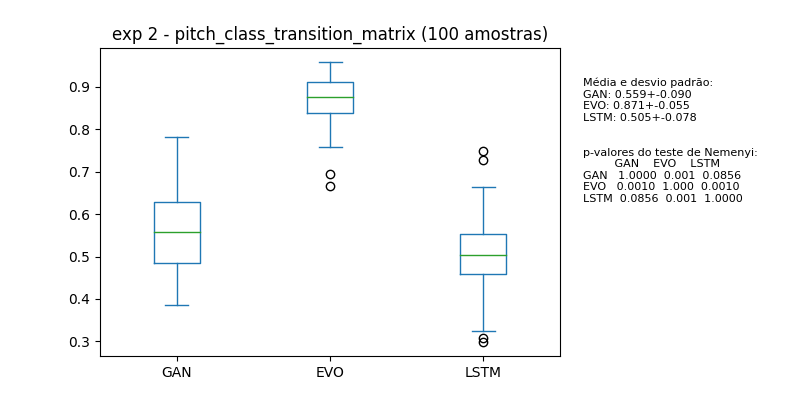 exp 2 - pitch_class_transition_matrix (100 amostras)
0.9
0.8
0.7
0.6
0.5
0.4
0.3
GAN EVO LSTM
Média e desvio padrão:
GAN: 0.559+-0.090
EVO: 0.871+-0.055
LSTM: 0.505+-0.078
p-valores do teste de Nemenyi:
GAN EVO LSTM
GAN 1.0000 0.001 0.0856
EVO 0.0010 1.000 0.0010
LSTM 0.0856 0.001 1.0000